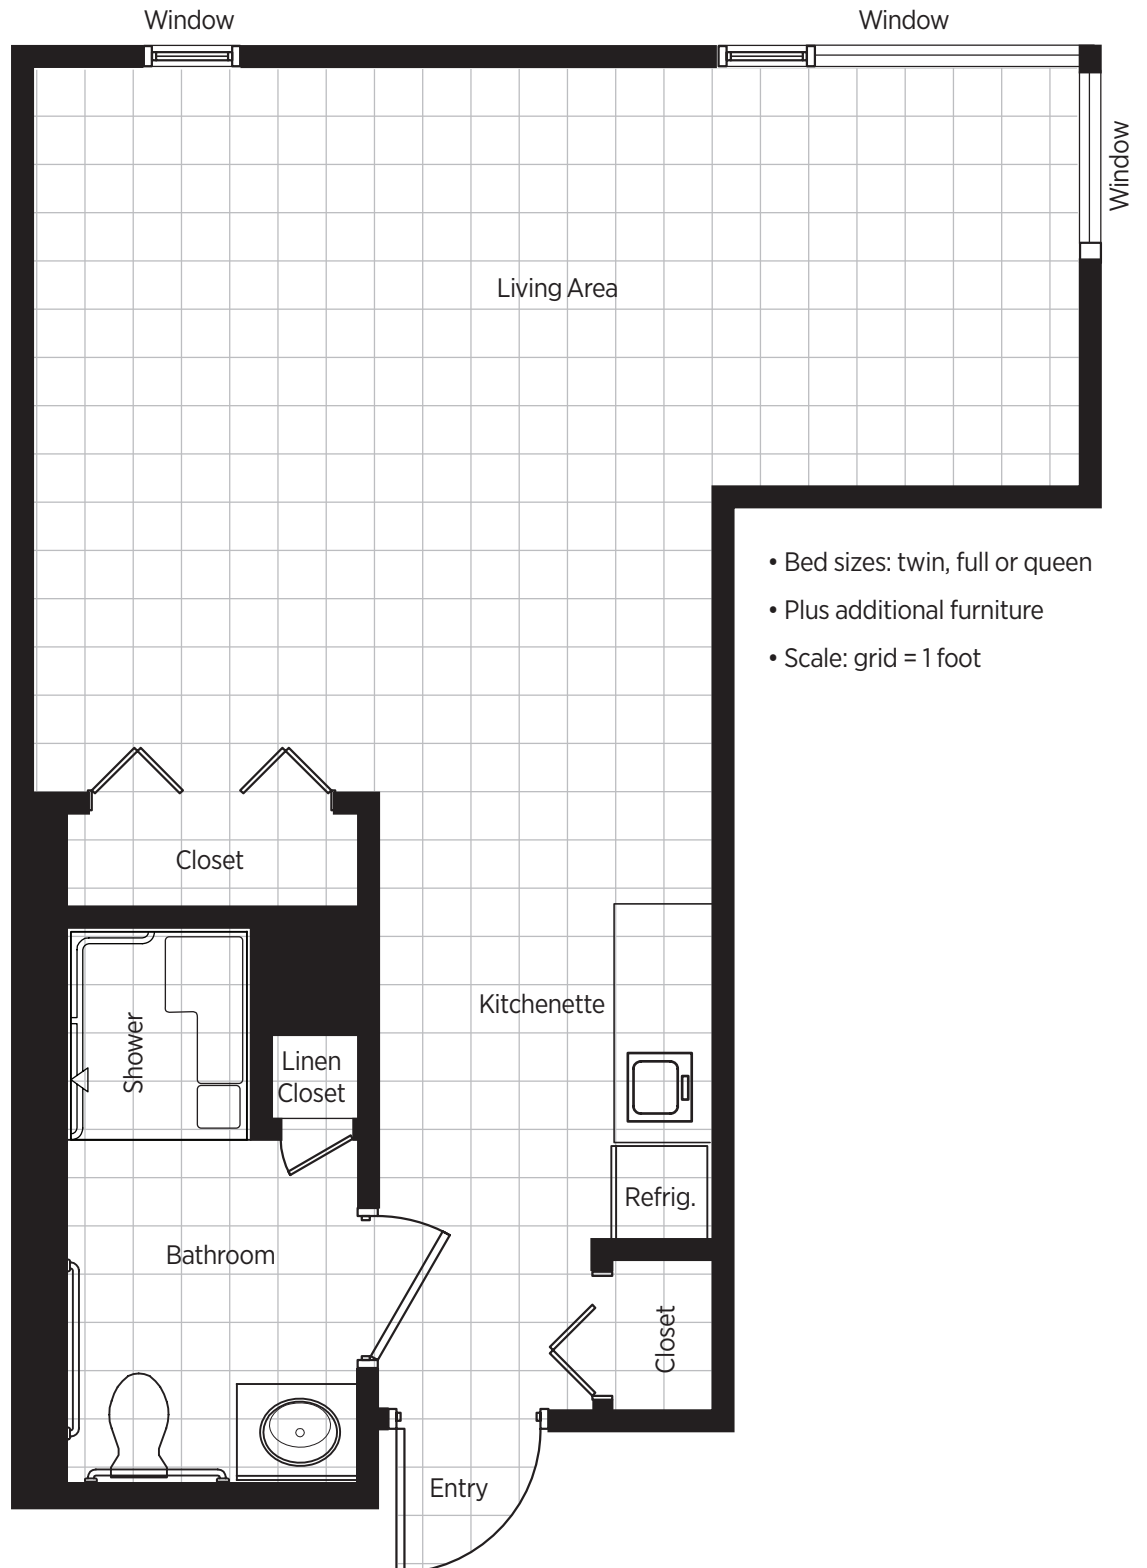 Window
Window
Window
Living Area
• Bed sizes: twin, full or queen
• Plus additional furniture
• Scale: grid = 1 foot
Closet
Kitchenette
Shower
Linen
Closet
Refrig.
Bathroom
Closet
Entry